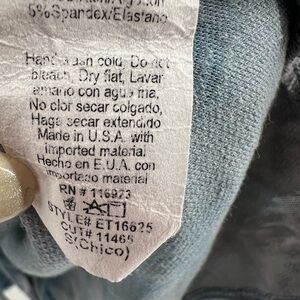 5%Spandex/Elastano
Hand wash cold, Do not
bleach, Dry flat, Lavar
amano con agua fria,
No clor secar colgado,
Haga secar extendido
Made in U.S.A. with
imported material
Hecho en E.U.A. con
importado material
RN # 116973
STYLE# ET16625
CUT# 11465
S(Chico)